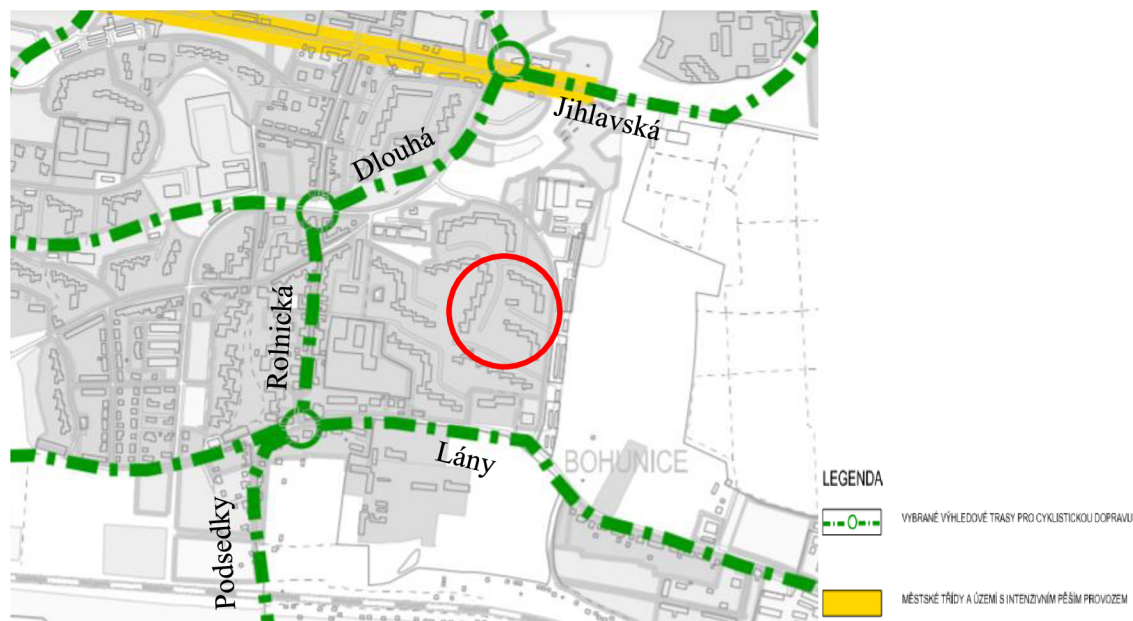 Jihlavská
Dlouhá
Rolnická
Lány
BOHUNICE
Podsedky
LEGENDA
VYBRANÉ VÝHLEDOVÉ TRASY PRO CYKLISTICKOU DOPRAVU
MĚSTSKÉ TŘÍDY A ÚZEMÍ S INTENZIVNÍM PĚŠÍM PROVOZEM